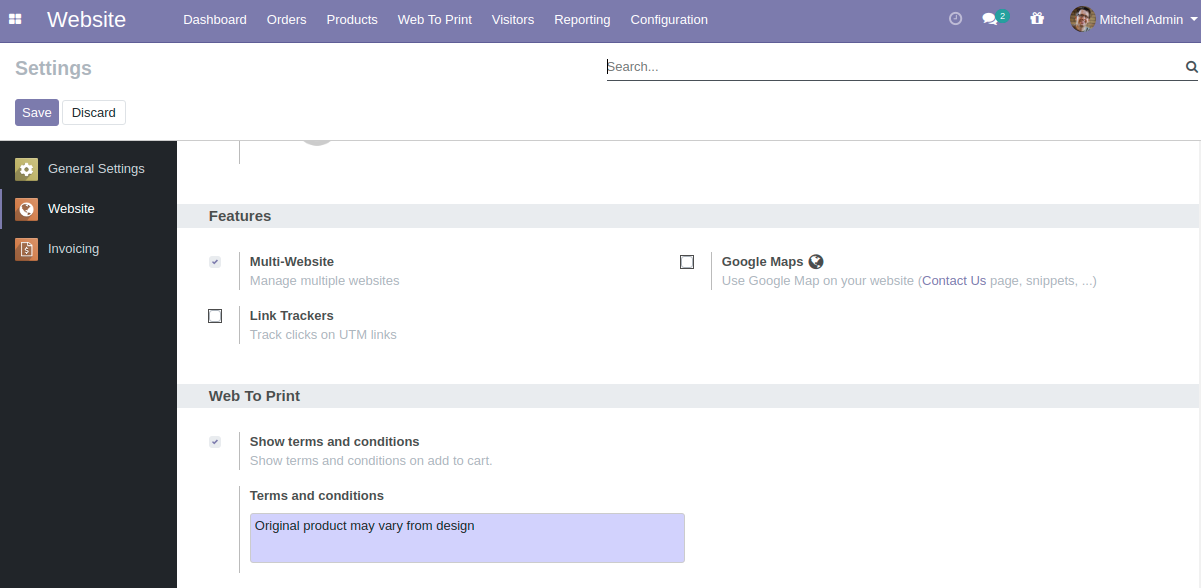 Website Dashboard Orders Products Web To Print Visitors Reporting Configuration 2 Mitchell Admin
Settings
Search...
Save Discard
General Settings
Website
Invoicing
Features
Multi-Website
Manage multiple websites
Google Maps
Use Google Map on your website (Contact Us page, snippets, ...)
Link Trackers
Track clicks on UTM links
Web To Print
Show terms and conditions
Show terms and conditions on add to cart.
Terms and conditions
Original product may vary from design